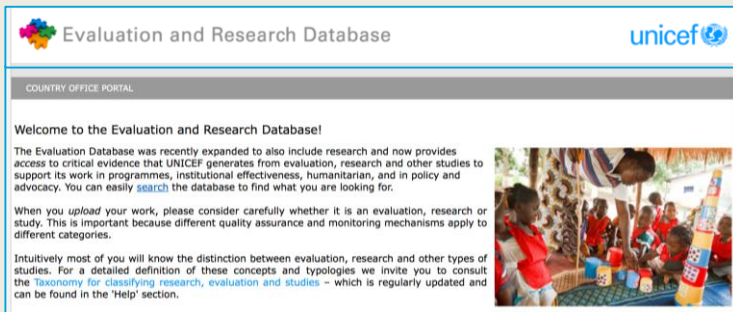 Evaluation and Research Database
unicef
COUNTRY OFFICE PORTAL
Welcome to the Evaluation and Research Database!
The Evaluation Database was recently expanded to also include research and now provides
access to critical evidence that UNICEF generates from evaluation, research and other studies to
support its work in programmes, institutional effectiveness, humanitarian, and in policy and
advocacy. You can easily search the database to find what you are looking for.
When you upload your work, please consider carefully whether it is an evaluation, research or
study. This is important because different quality assurance and monitoring mechanisms apply to
different categories.
Intuitively most of you will know the distinction between evaluation, research and other types of
studies. For a detailed definition of these concepts and typologies we invite you to consult
the Taxonomy for classifying research, evaluation and studies – which is regularly updated and
can be found in the 'Help' section.